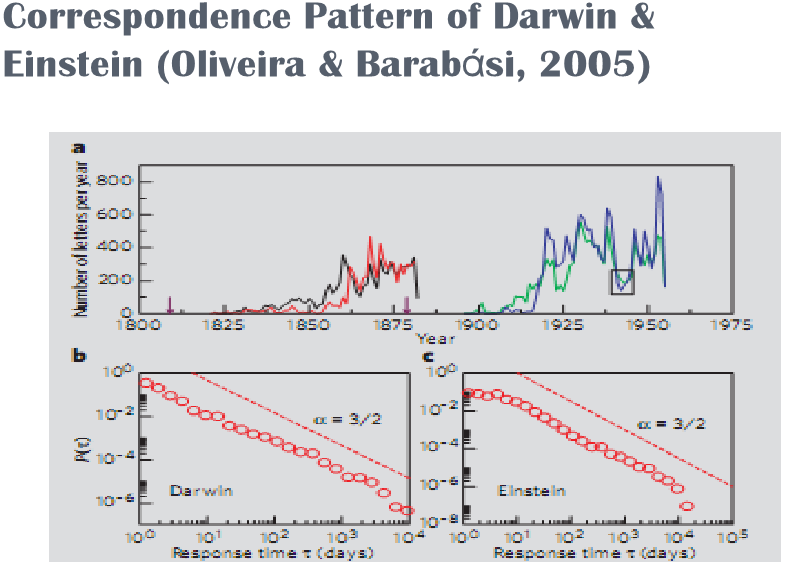 Correspondence Pattern of Darwin &
Einstein (Oliveira & Barabási, 2005)
a
Number of letters per year
800
600
400
200
0
1800 1825 1850 1875 1900 1925 1950 1975
Year
b
P(τ)
10⁰
10⁻²
10⁻⁴
10⁻⁶
α = 3/2
Darwin
10⁰ 10¹ 10² 10³ 10⁴
Response time τ (days)
c
10⁰
10⁻²
10⁻⁴
10⁻⁶
10⁻⁸
α = 3/2
Einstein
10⁰ 10¹ 10² 10³ 10⁴ 10⁵
Response time τ (days)